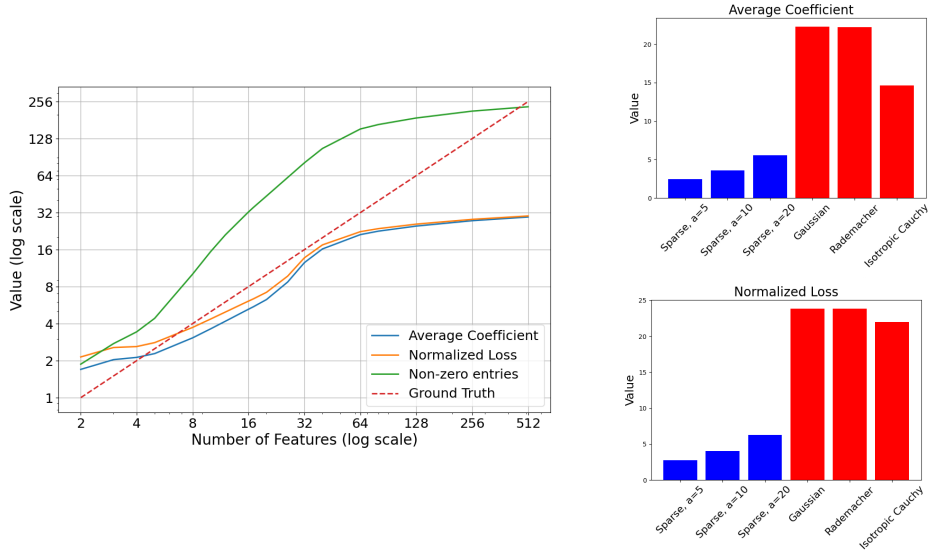 256
128
64
32
16
8
4
2
1
Value (log scale)
2 4 8 16 32 64 128 256 512
Number of Features (log scale)
Average Coefficient
Normalized Loss
Non-zero entries
Ground Truth
Average Coefficient
20
15
10
5
0
Value
Sparse, a=5
Sparse, a=10
Sparse, a=20
Gaussian
Rademacher
Isotropic Cauchy
Normalized Loss
25
20
15
10
5
0
Value
Sparse, a=5
Sparse, a=10
Sparse, a=20
Gaussian
Rademacher
Isotropic Cauchy